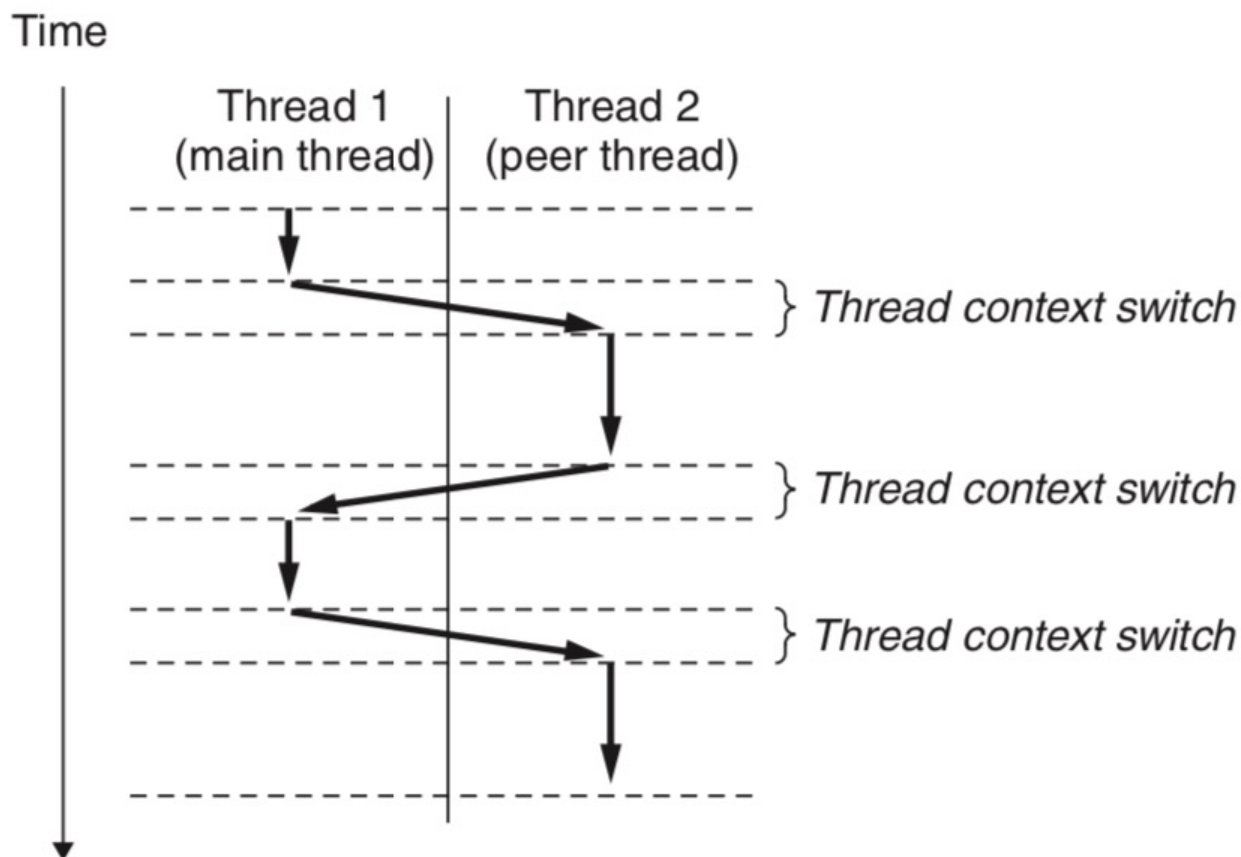 Time
Thread 1
(main thread)
Thread 2
(peer thread)
Thread context switch
Thread context switch
Thread context switch